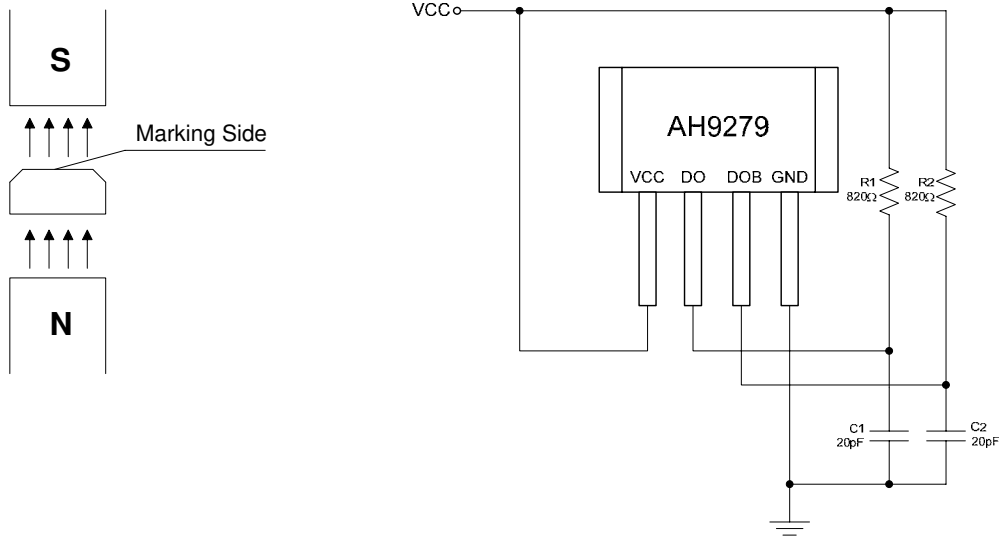 S
Marking Side
N
VCC
AH9279
VCC DO DOB GND
R1
820Ω
R2
820Ω
C1
20pF
C2
20pF